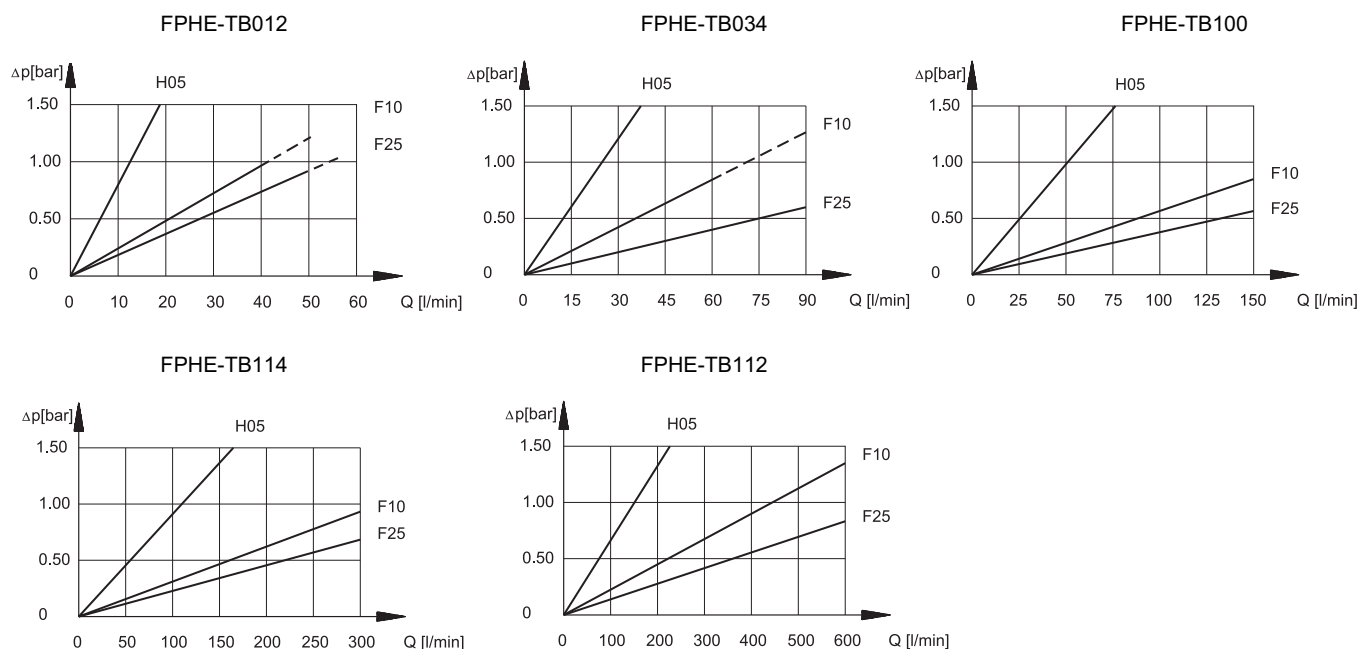 FPHE-TB012
Δp[bar]
H05
1.50
F10
F25
1.00
0.50
0
0 10 20 30 40 50 60 Q [l/min]
FPHE-TB034
Δp[bar]
H05
1.50
F10
1.00
0.50
F25
0
0 15 30 45 60 75 90 Q [l/min]
FPHE-TB100
Δp[bar]
H05
1.50
1.00
F10
0.50
F25
0
0 25 50 75 100 125 150 Q [l/min]
FPHE-TB114
Δp[bar]
H05
1.50
1.00
F10
F25
0.50
0
0 50 100 150 200 250 300 Q [l/min]
FPHE-TB112
Δp[bar]
H05
1.50
F10
1.00
F25
0.50
0
0 100 200 300 400 500 600 Q [l/min]